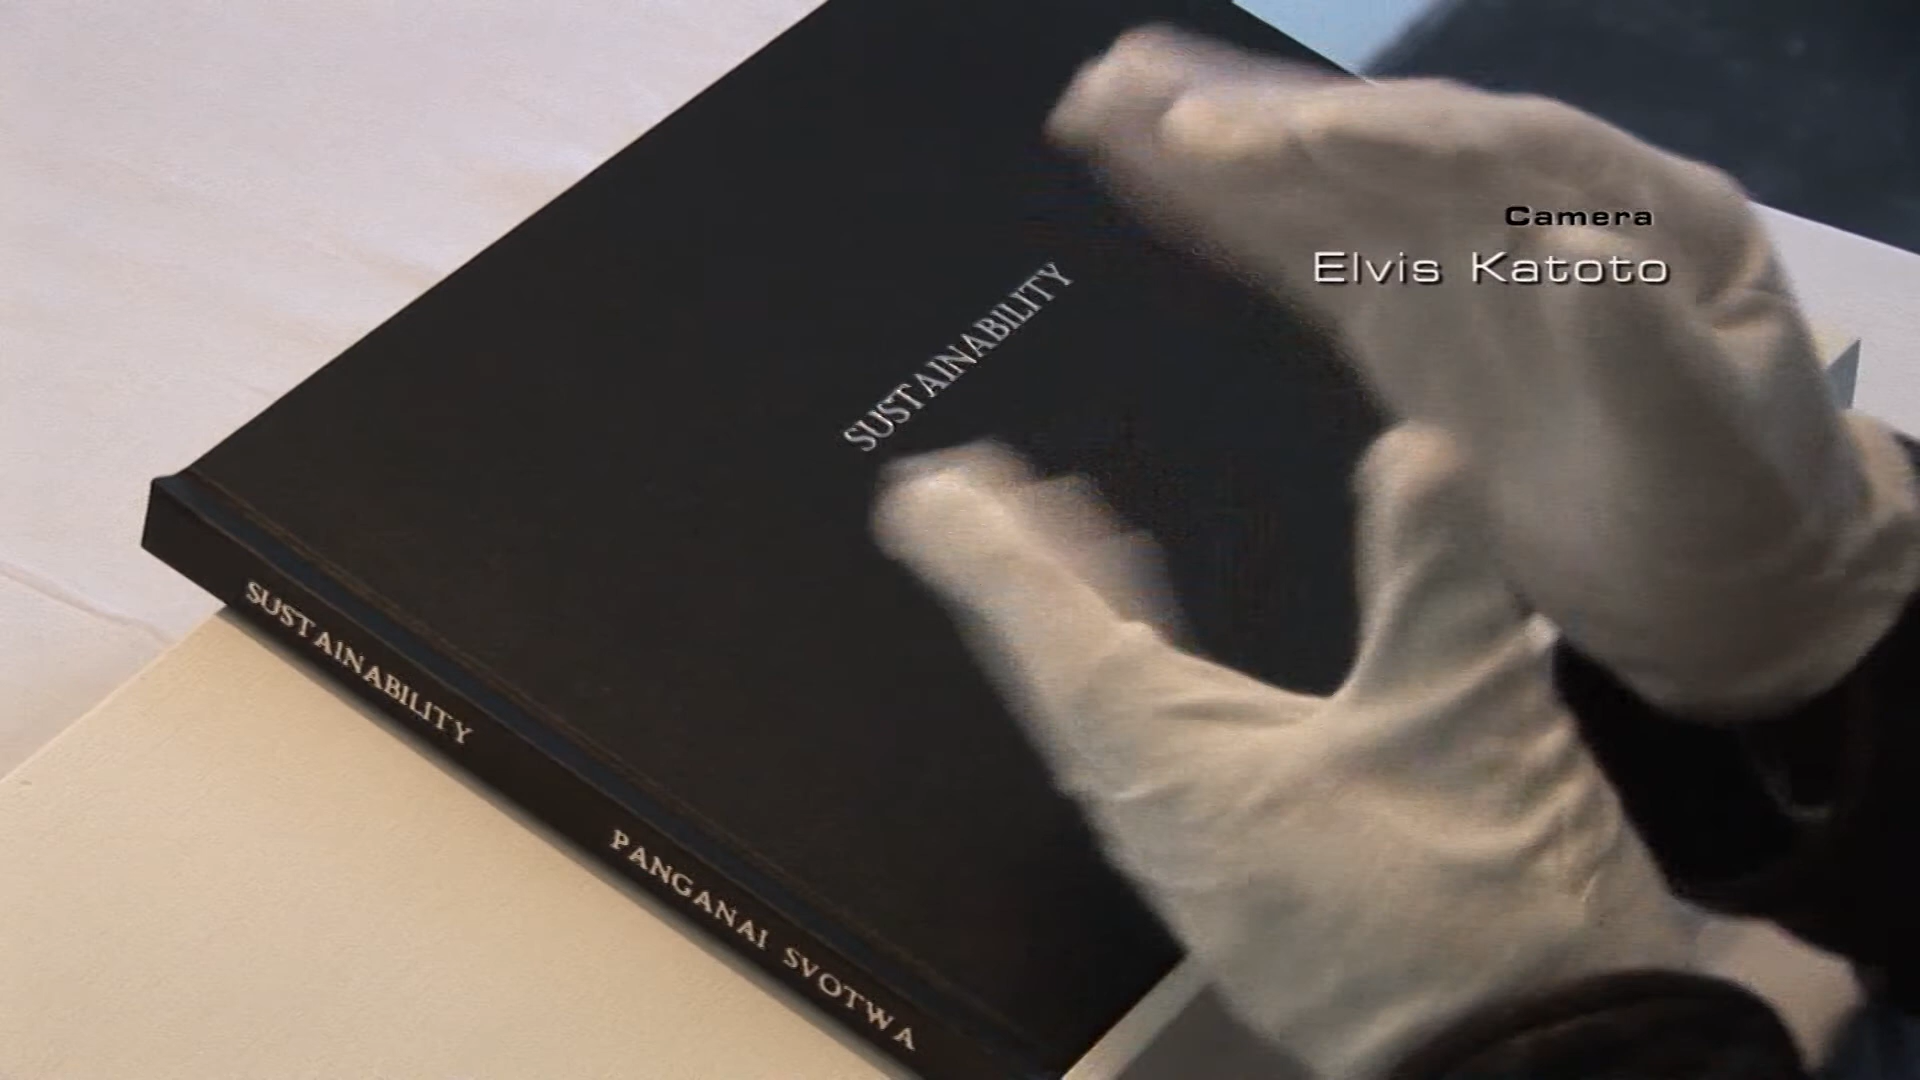 Camera
Elvis Katoto
SUSTAINABILITY
SUSTAINABILITY
PANGANAI SVOTWA